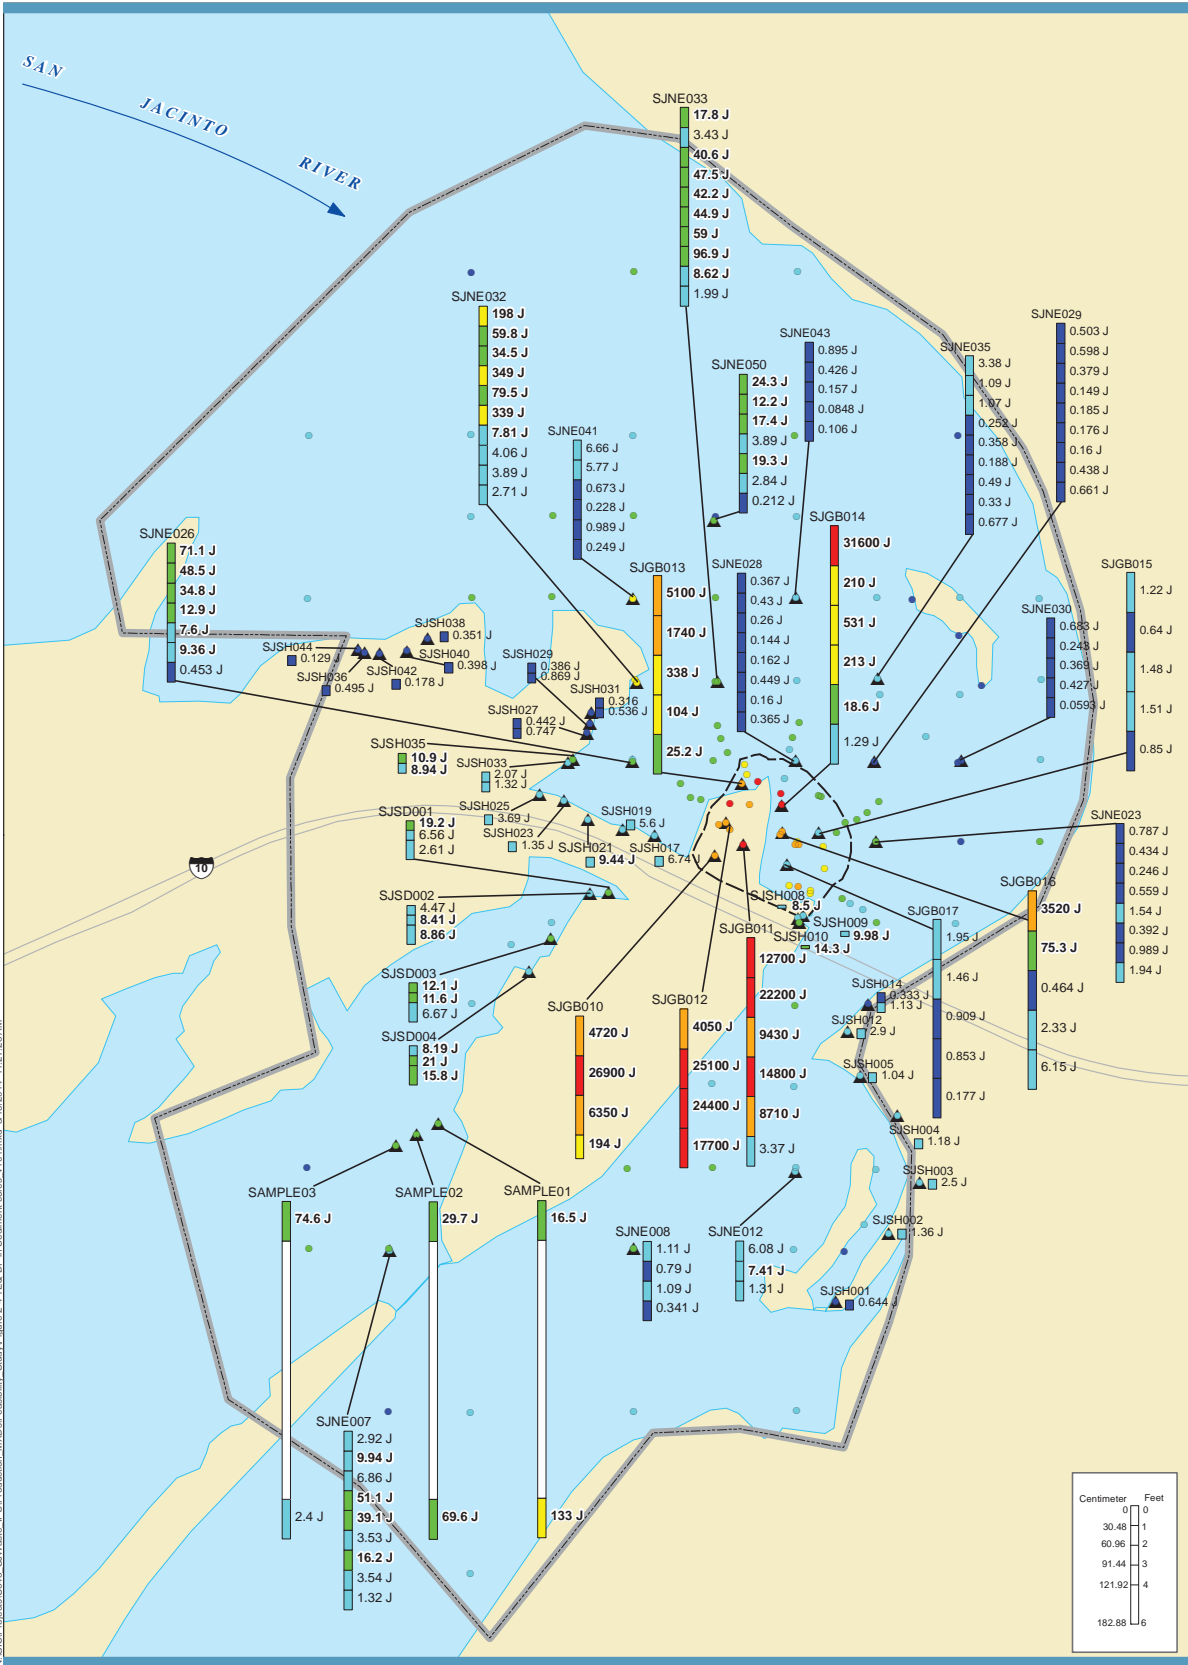 SAN
JACINTO
RIVER
SJNE033
17.8 J
3.43 J
40.6 J
47.5 J
42.2 J
44.9 J
59 J
96.9 J
8.62 J
1.99 J
SJNE032
198 J
59.8 J
34.5 J
349 J
79.5 J
339 J
7.81 J
4.06 J
3.89 J
2.71 J
SJNE041
6.66 J
5.77 J
0.673 J
0.228 J
0.989 J
0.249 J
SJNE050
24.3 J
12.2 J
17.4 J
3.89 J
19.3 J
2.84 J
0.212 J
SJNE043
0.895 J
0.426 J
0.157 J
0.0848 J
0.106 J
SJNE035
3.38 J
1.09 J
1.07 J
0.252 J
0.358 J
0.188 J
0.49 J
0.33 J
0.677 J
SJNE029
0.503 J
0.598 J
0.379 J
0.149 J
0.185 J
0.176 J
0.16 J
0.438 J
0.661 J
SJNE026
71.1 J
48.5 J
34.8 J
12.9 J
7.6 J
9.36 J
0.453 J
SJGB013
5100 J
1740 J
338 J
104 J
25.2 J
SJNE028
0.367 J
0.43 J
0.26 J
0.144 J
0.162 J
0.449 J
0.16 J
0.365 J
SJGB014
31600 J
210 J
531 J
213 J
18.6 J
1.29 J
SJNE030
0.683 J
0.243 J
0.369 J
0.427 J
0.0593 J
SJGB015
1.22 J
0.64 J
1.48 J
1.51 J
0.85 J
SJSH038
0.351 J
SJSH044
0.129 J
SJSH036
0.495 J
SJSH042
0.178 J
SJSH040
0.398 J
SJSH029
0.386 J
0.869 J
SJSH031
0.316
0.536 J
SJSH027
0.442 J
0.747
SJSH035
10.9 J
8.94 J
SJSH033
2.07 J
1.32 J
SJSH025
3.69 J
SJSH023
1.35 J
SJSH019
5.6 J
SJSH021
9.44 J
SJSH017
6.74 J
SJSD001
19.2 J
6.56 J
2.61 J
10
SJSD002
4.47 J
8.41 J
8.86 J
SJSD003
12.1 J
11.6 J
6.67 J
SJSD004
8.19 J
21 J
15.8 J
SJNE023
0.787 J
0.434 J
0.246 J
0.559 J
1.54 J
0.392 J
0.989 J
1.94 J
SJGB016
3520 J
75.3 J
0.464 J
2.33 J
6.15 J
SJGB017
1.95 J
1.46 J
0.909 J
0.853 J
0.177 J
SJSH008
8.5 J
SJSH009
9.98 J
SJSH010
14.3 J
SJGB011
12700 J
22200 J
9430 J
14800 J
8710 J
3.37 J
SJGB010
4720 J
26900 J
6350 J
194 J
SJGB012
4050 J
25100 J
24400 J
17700 J
SJSH014
0.333 J
1.13 J
SJSH012
2.9 J
SJSH005
1.04 J
SJSH004
1.18 J
SJSH003
2.5 J
SJSH002
1.36 J
SJSH001
0.644 J
SAMPLE03
74.6 J
2.4 J
SAMPLE02
29.7 J
69.6 J
SAMPLE01
16.5 J
133 J
SJNE008
1.11 J
0.79 J
1.09 J
0.341 J
SJNE012
6.08 J
7.41 J
1.31 J
SJNE007
2.92 J
9.94 J
6.86 J
51.1 J
39.1 J
3.53 J
16.2 J
3.54 J
1.32 J
Centimeter Feet
0 0
30.48 1
60.96 2
91.44 3
121.92 4
182.88 6